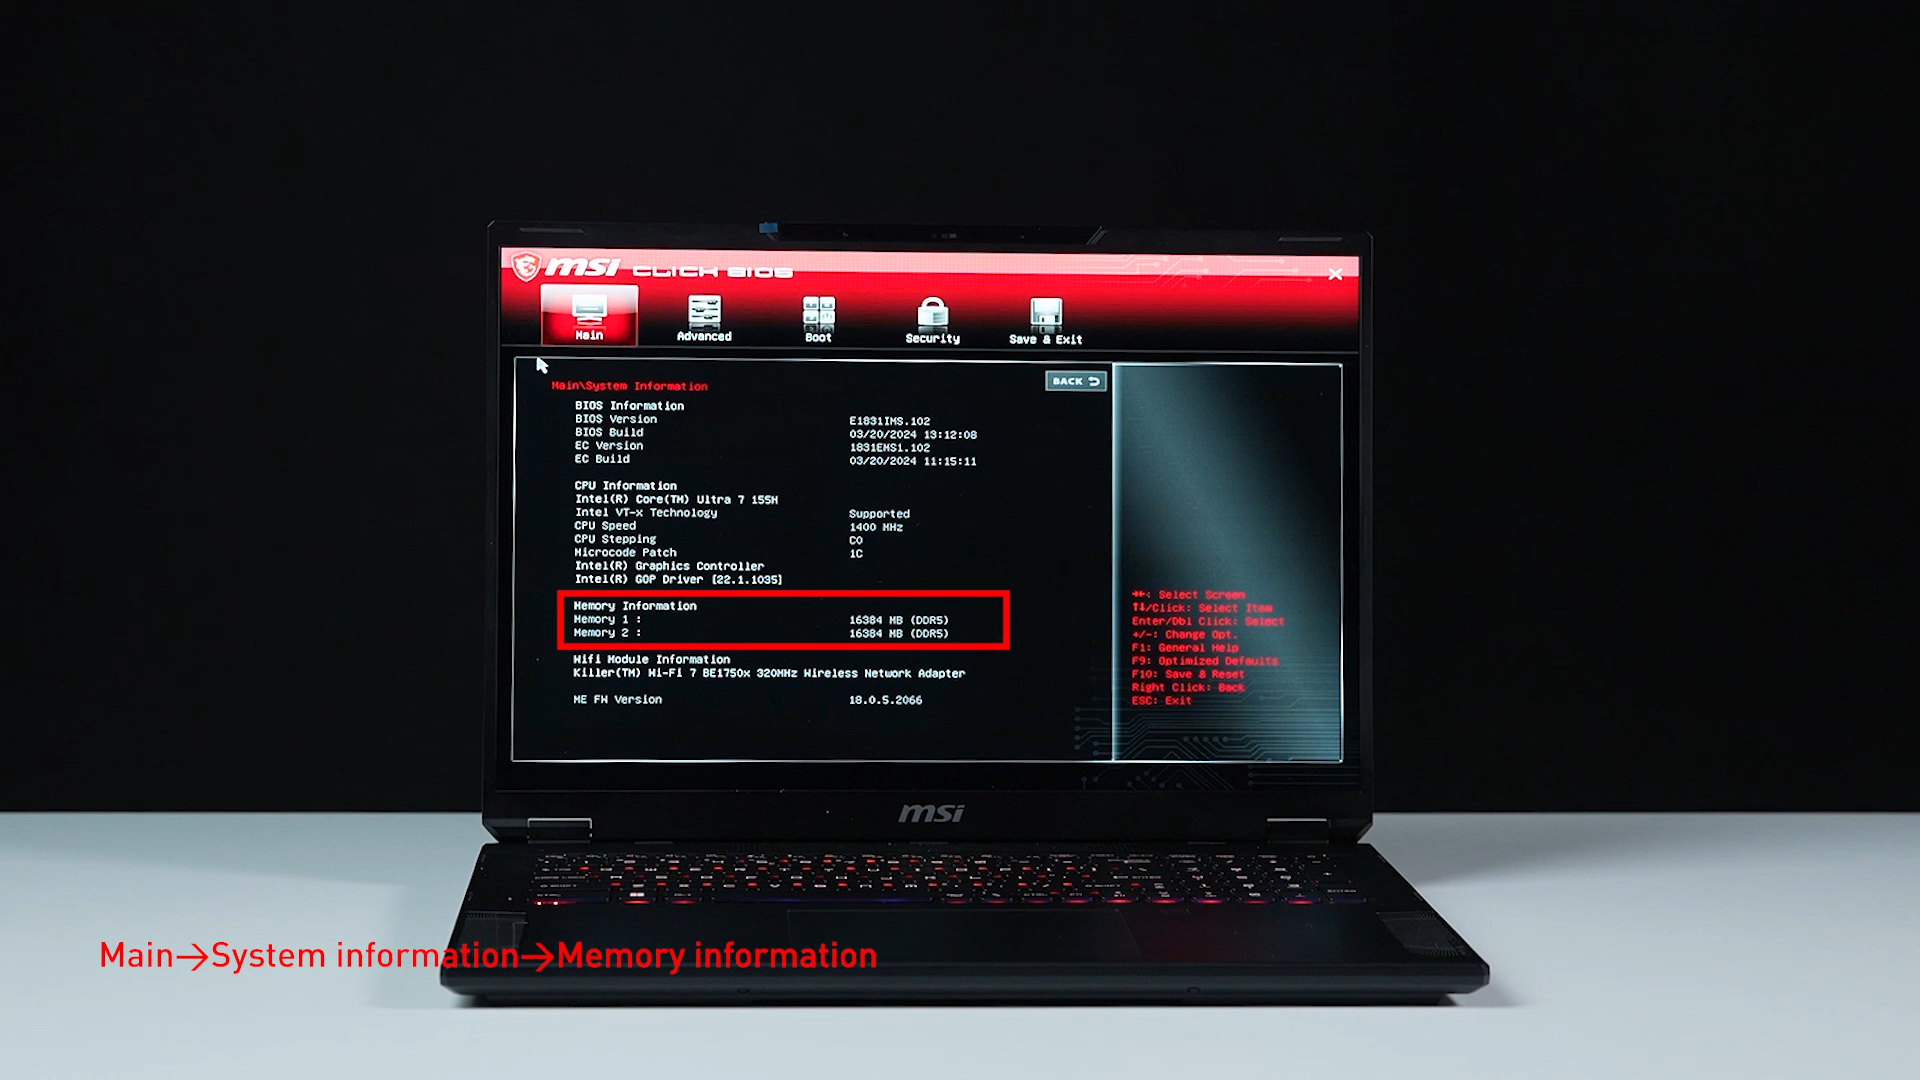 msi CLICK BIOS
Main
Advanced
Boot
Security
Save & Exit
Main\System Information
BACK
BIOS Information
BIOS Version E1831IMS.102
BIOS Build 03/20/2024 13:12:08
EC Version 1831EMS1.102
EC Build 03/20/2024 11:15:11
CPU Information
Intel(R) Core(TM) Ultra 7 155H
Intel VT-x Technology Supported
CPU Speed 1400 MHz
CPU Stepping C0
Microcode Patch 1C
Intel(R) Graphics Controller
Intel(R) GOP Driver [22.1.1035]
Memory Information
Memory 1 : 16384 MB (DDR5)
Memory 2 : 16384 MB (DDR5)
Wifi Module Information
Killer(TM) Wi-Fi 7 BE1750x 320MHz Wireless Network Adapter
ME FW Version 18.0.5.2066
→←: Select Screen
↑↓/Click: Select Item
Enter/Dbl Click: Select
+/-: Change Opt.
F1: General Help
F9: Optimized Defaults
F10: Save & Reset
Right Click: Back
ESC: Exit
msi
Main→System information→Memory information